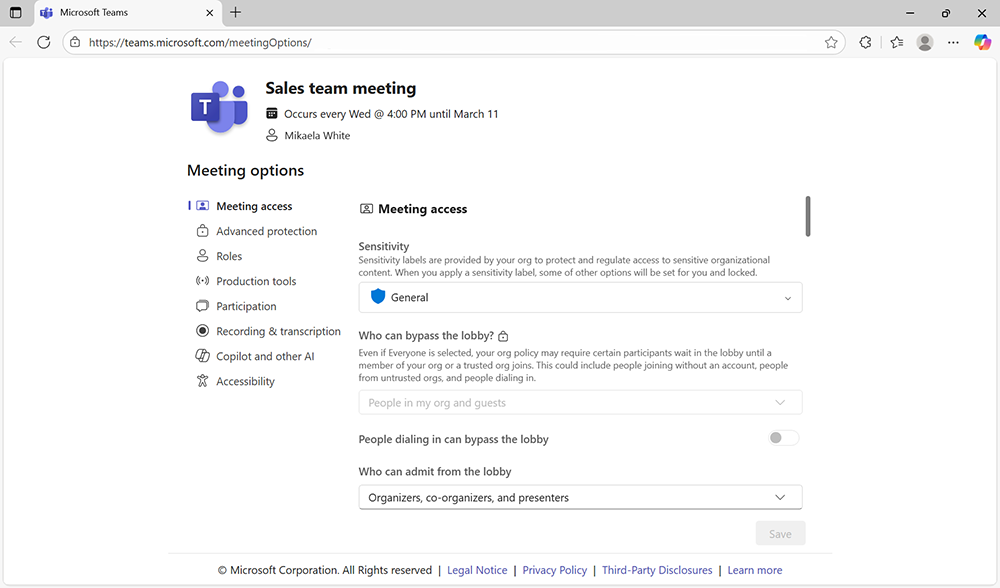 Microsoft Teams
https://teams.microsoft.com/meetingOptions/
T
Sales team meeting
Occurs every Wed @ 4:00 PM until March 11
Mikaela White
Meeting options
Meeting access
Advanced protection
Roles
Production tools
Participation
Recording & transcription
Copilot and other AI
Accessibility
Meeting access
Sensitivity
Sensitivity labels are provided by your org to protect and regulate access to sensitive organizational
content. When you apply a sensitivity label, some of other options will be set for you and locked.
General
Who can bypass the lobby?
Even if Everyone is selected, your org policy may require certain participants wait in the lobby until a
member of your org or a trusted org joins. This could include people joining without an account, people
from untrusted orgs, and people dialing in.
People in my org and guests
People dialing in can bypass the lobby
Who can admit from the lobby
Organizers, co-organizers, and presenters
Save
© Microsoft Corporation. All Rights reserved | Legal Notice | Privacy Policy | Third-Party Disclosures | Learn more